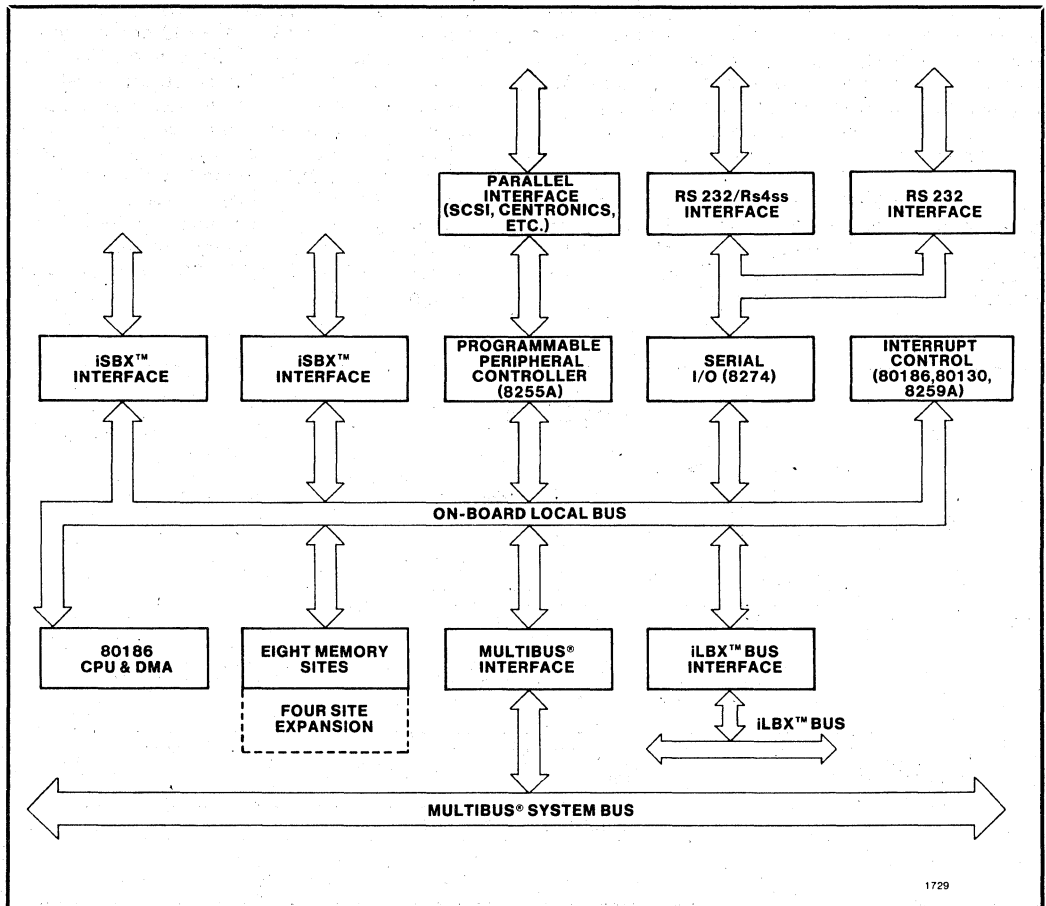 PARALLEL
INTERFACE
(SCSI, CENTRONICS,
ETC.)
RS 232/Rs4ss
INTERFACE
RS 232
INTERFACE
iSBX™
INTERFACE
iSBX™
INTERFACE
PROGRAMMABLE
PERIPHERAL
CONTROLLER
(8255A)
SERIAL
I/O (8274)
INTERRUPT
CONTROL
(80186,80130,
8259A)
ON-BOARD LOCAL BUS
80186
CPU & DMA
EIGHT MEMORY
SITES
FOUR SITE
EXPANSION
MULTIBUS®
INTERFACE
iLBX™ BUS
INTERFACE
iLBX™ BUS
MULTIBUS® SYSTEM BUS
1729